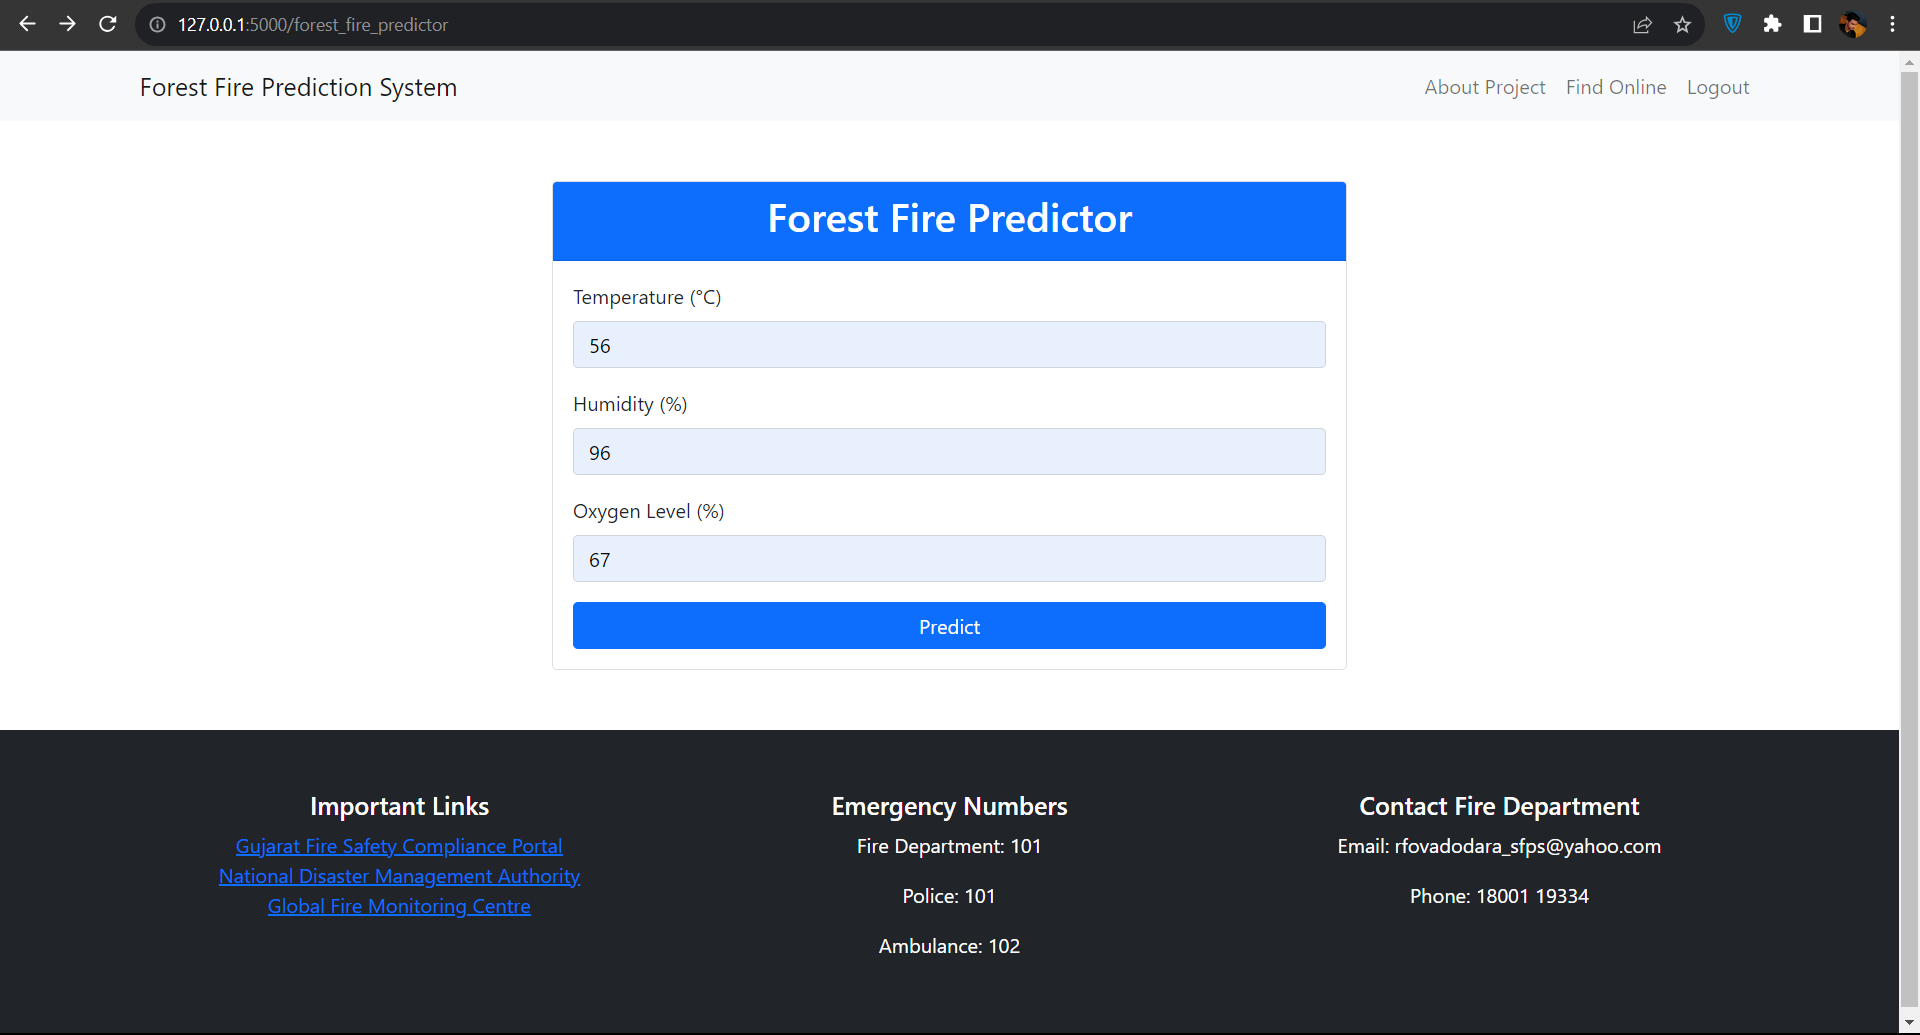 127.0.0.1:5000/forest_fire_predictor
Forest Fire Prediction System
About Project Find Online Logout
Forest Fire Predictor
Temperature (°C)
56
Humidity (%)
96
Oxygen Level (%)
67
Predict
Important Links
Gujarat Fire Safety Compliance Portal
National Disaster Management Authority
Global Fire Monitoring Centre
Emergency Numbers
Fire Department: 101
Police: 101
Ambulance: 102
Contact Fire Department
Email: rfovadodara_sfps@yahoo.com
Phone: 18001 19334